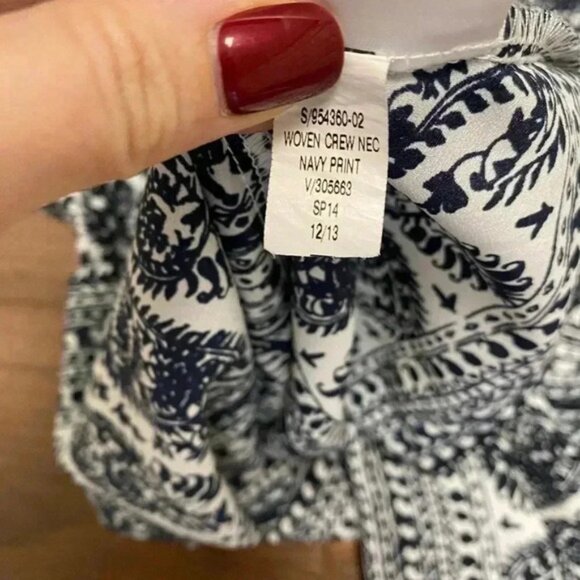 S/954360-02
WOVEN CREW NEC
NAVY PRINT
V/305663
SP14
12/13